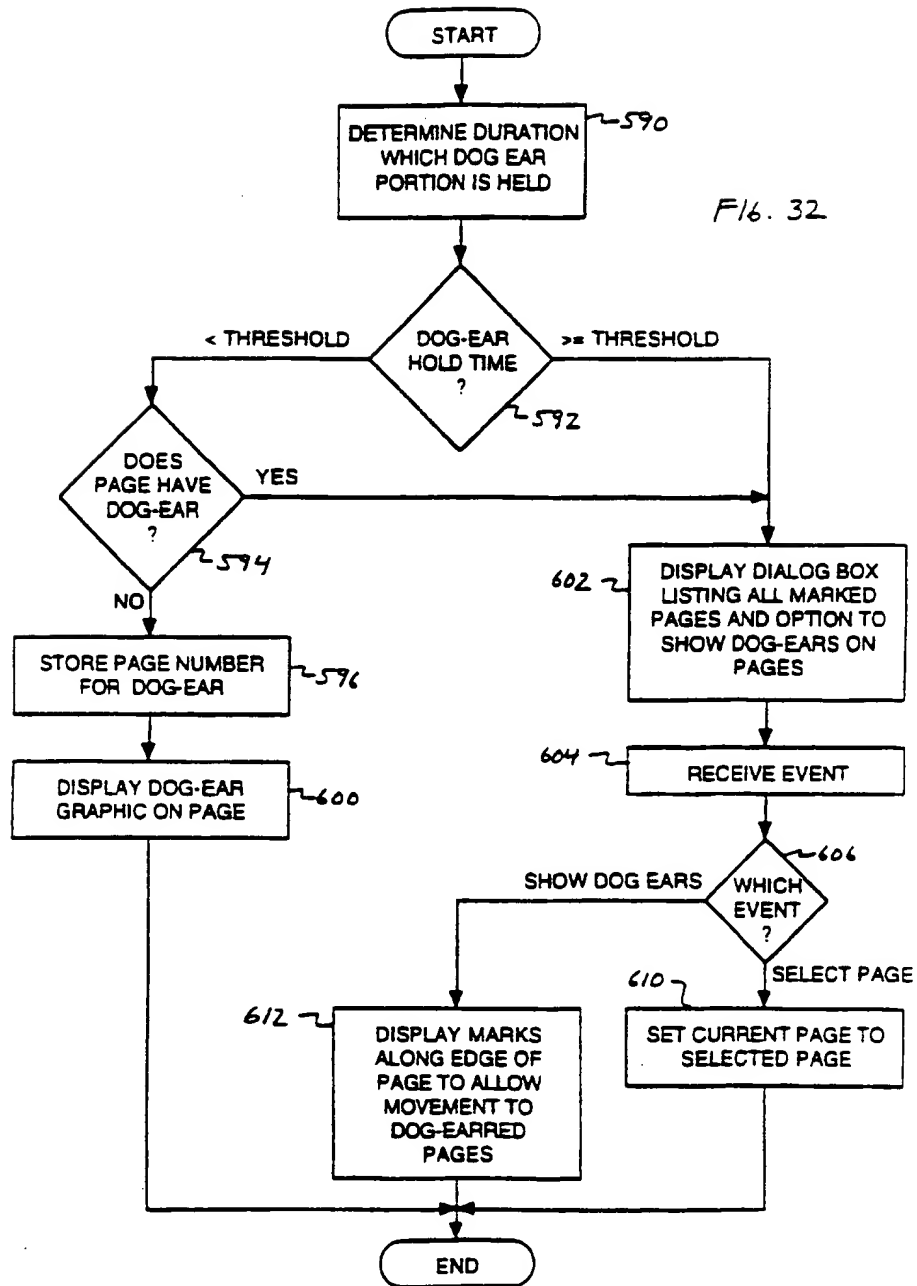 START
DETERMINE DURATION
WHICH DOG EAR
PORTION IS HELD
590
FIG. 32
DOG-EAR
HOLD TIME
?
592
< THRESHOLD
>= THRESHOLD
DOES
PAGE HAVE
DOG-EAR
?
594
YES
NO
STORE PAGE NUMBER
FOR DOG-EAR
596
DISPLAY DOG-EAR
GRAPHIC ON PAGE
600
602
DISPLAY DIALOG BOX
LISTING ALL MARKED
PAGES AND OPTION TO
SHOW DOG-EARS ON
PAGES
604
RECEIVE EVENT
606
WHICH
EVENT
?
SHOW DOG EARS
SELECT PAGE
612
DISPLAY MARKS
ALONG EDGE OF
PAGE TO ALLOW
MOVEMENT TO
DOG-EARRED
PAGES
610
SET CURRENT PAGE TO
SELECTED PAGE
END